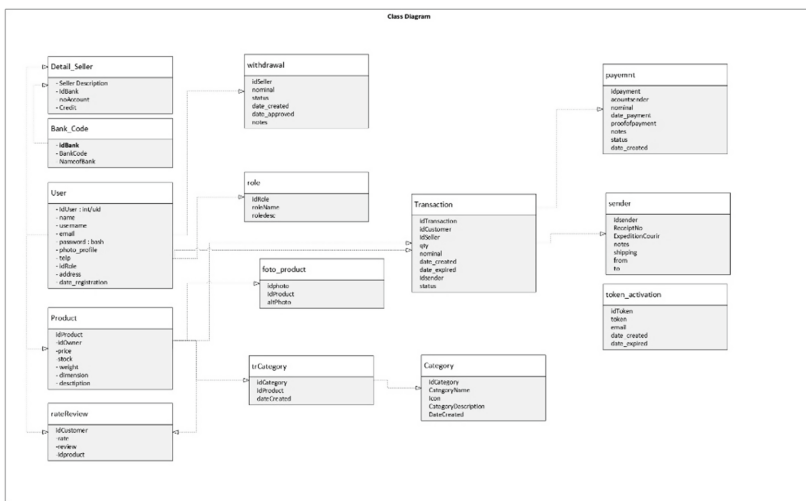 Class Diagram
Detail_Seller
- Seller Description
- IdBank
- noAccount
- Credit
Bank_Code
- idBank
- BankCode
NameofBank
User
- idUser : int/uid
- name
- username
- email
password : bash
- photo_profile
- telp
- idRole
- address
- date_registration
Product
idProduct
-idOwner
-price
-stock
- weight
- dimension
- desctiption
rateReview
idCustomer
-rate
-review
-Idproduct
withdrawal
idSeller
nominal
status
date_created
date_approved
notes
role
idRole
roleName
roledesc
foto_product
Idphoto
idProduct
altPhoto
trCategory
idCategory
idProduct
dateCreated
Transaction
idTransaction
idCustomer
idSeller
qty
nominal
date_created
date_expired
idsender
status
Category
idCategory
CategoryName
Icon
CategoryDescription
DateCreated
payemnt
Idpayment
acountsender
nominal
date_payment
proofofpayment
notes
status
date_created
sender
Idsender
ReceiptNo
ExpeditionCourir
notes
shipping
from
to
token_activation
idToken
token
email
date_created
date_expired